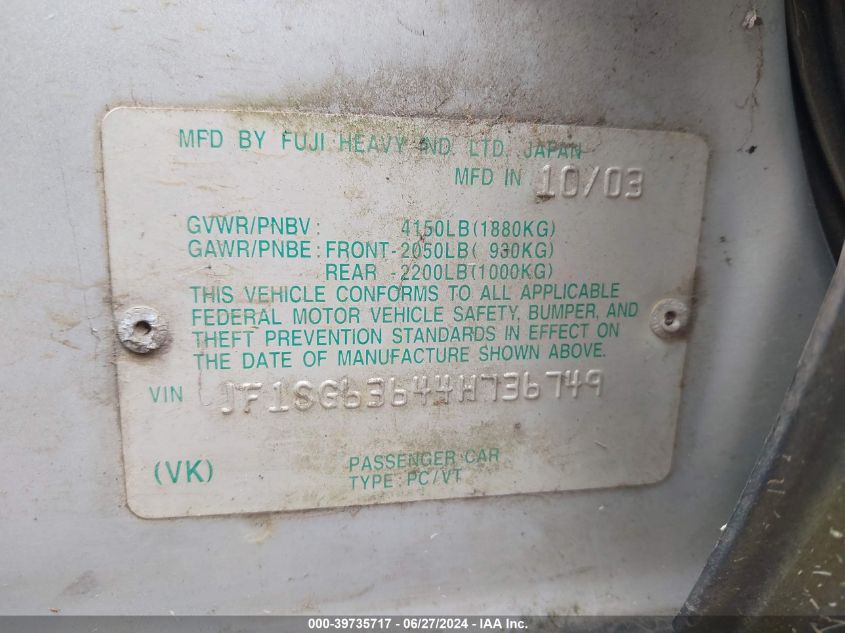 MFD BY FUJI HEAVY IND. LTD. JAPAN
MFD IN 10/03
GVWR/PNBV: 4150LB(1880KG)
GAWR/PNBE: FRONT-2050LB( 930KG)
REAR -2200LB(1000KG)
THIS VEHICLE CONFORMS TO ALL APPLICABLE
FEDERAL MOTOR VEHICLE SAFETY, BUMPER, AND
THEFT PREVENTION STANDARDS IN EFFECT ON
THE DATE OF MANUFACTURE SHOWN ABOVE.
VIN JF1SG63644H736749
(VK) PASSENGER CAR
TYPE PC/VT
000-39735717 - 06/27/2024 - IAA Inc.